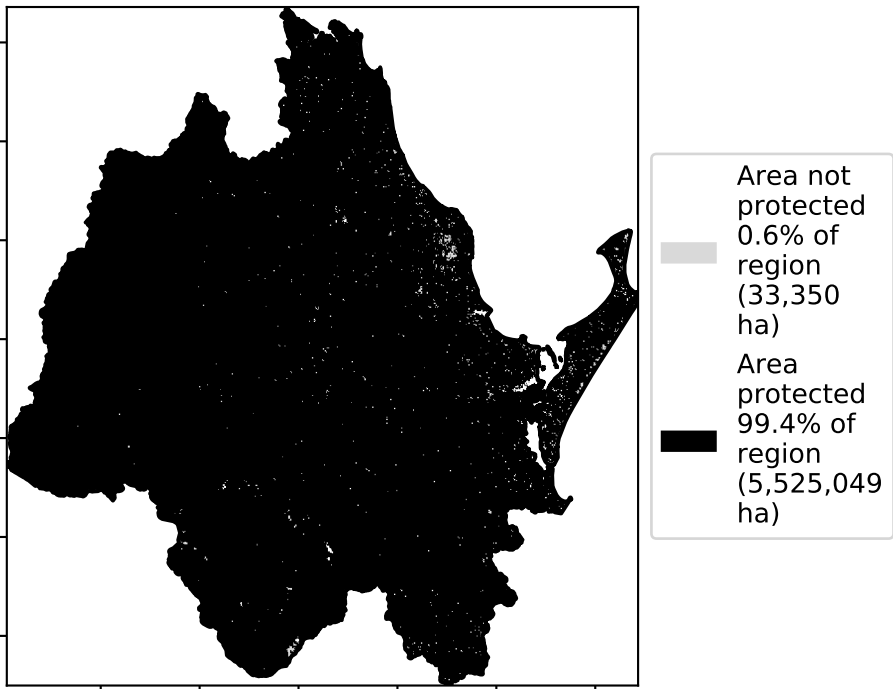 Area not
protected
0.6% of
region
(33,350
ha)
Area
protected
99.4% of
region
(5,525,049
ha)